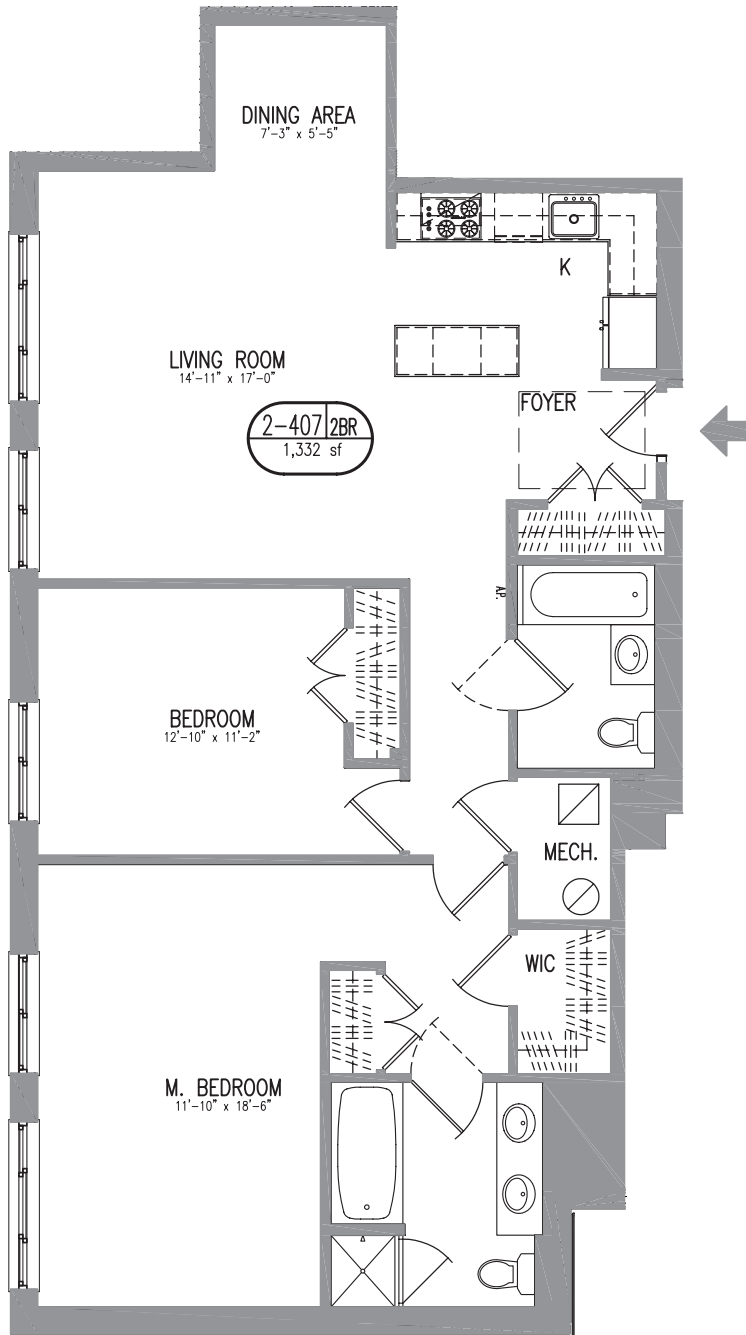 DINING AREA
7'-3" x 5'-5"
K
LIVING ROOM
14'-11" x 17'-0"
FOYER
2-407 2BR
1,332 sf
A.P.
BEDROOM
12'-10" x 11'-2"
MECH.
WIC
M. BEDROOM
11'-10" x 18'-6"